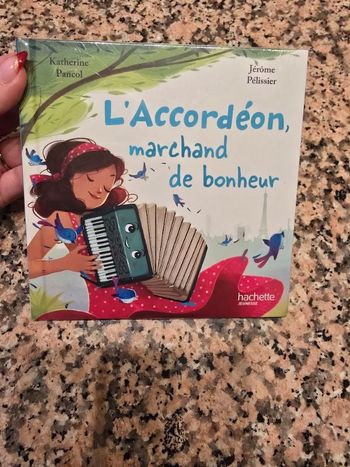 Katherine
Pancol
Jérôme
Pélissier
L'Accordéon,
marchand
de bonheur
hachette
JEUNESSE